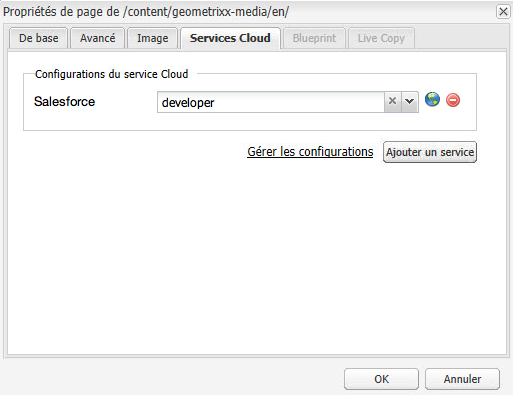 Propriétés de page de /content/geometrixx-media/en/
De base Avancé Image Services Cloud Blueprint Live Copy
Configurations du service Cloud
Salesforce developer
Gérer les configurations Ajouter un service
OK Annuler